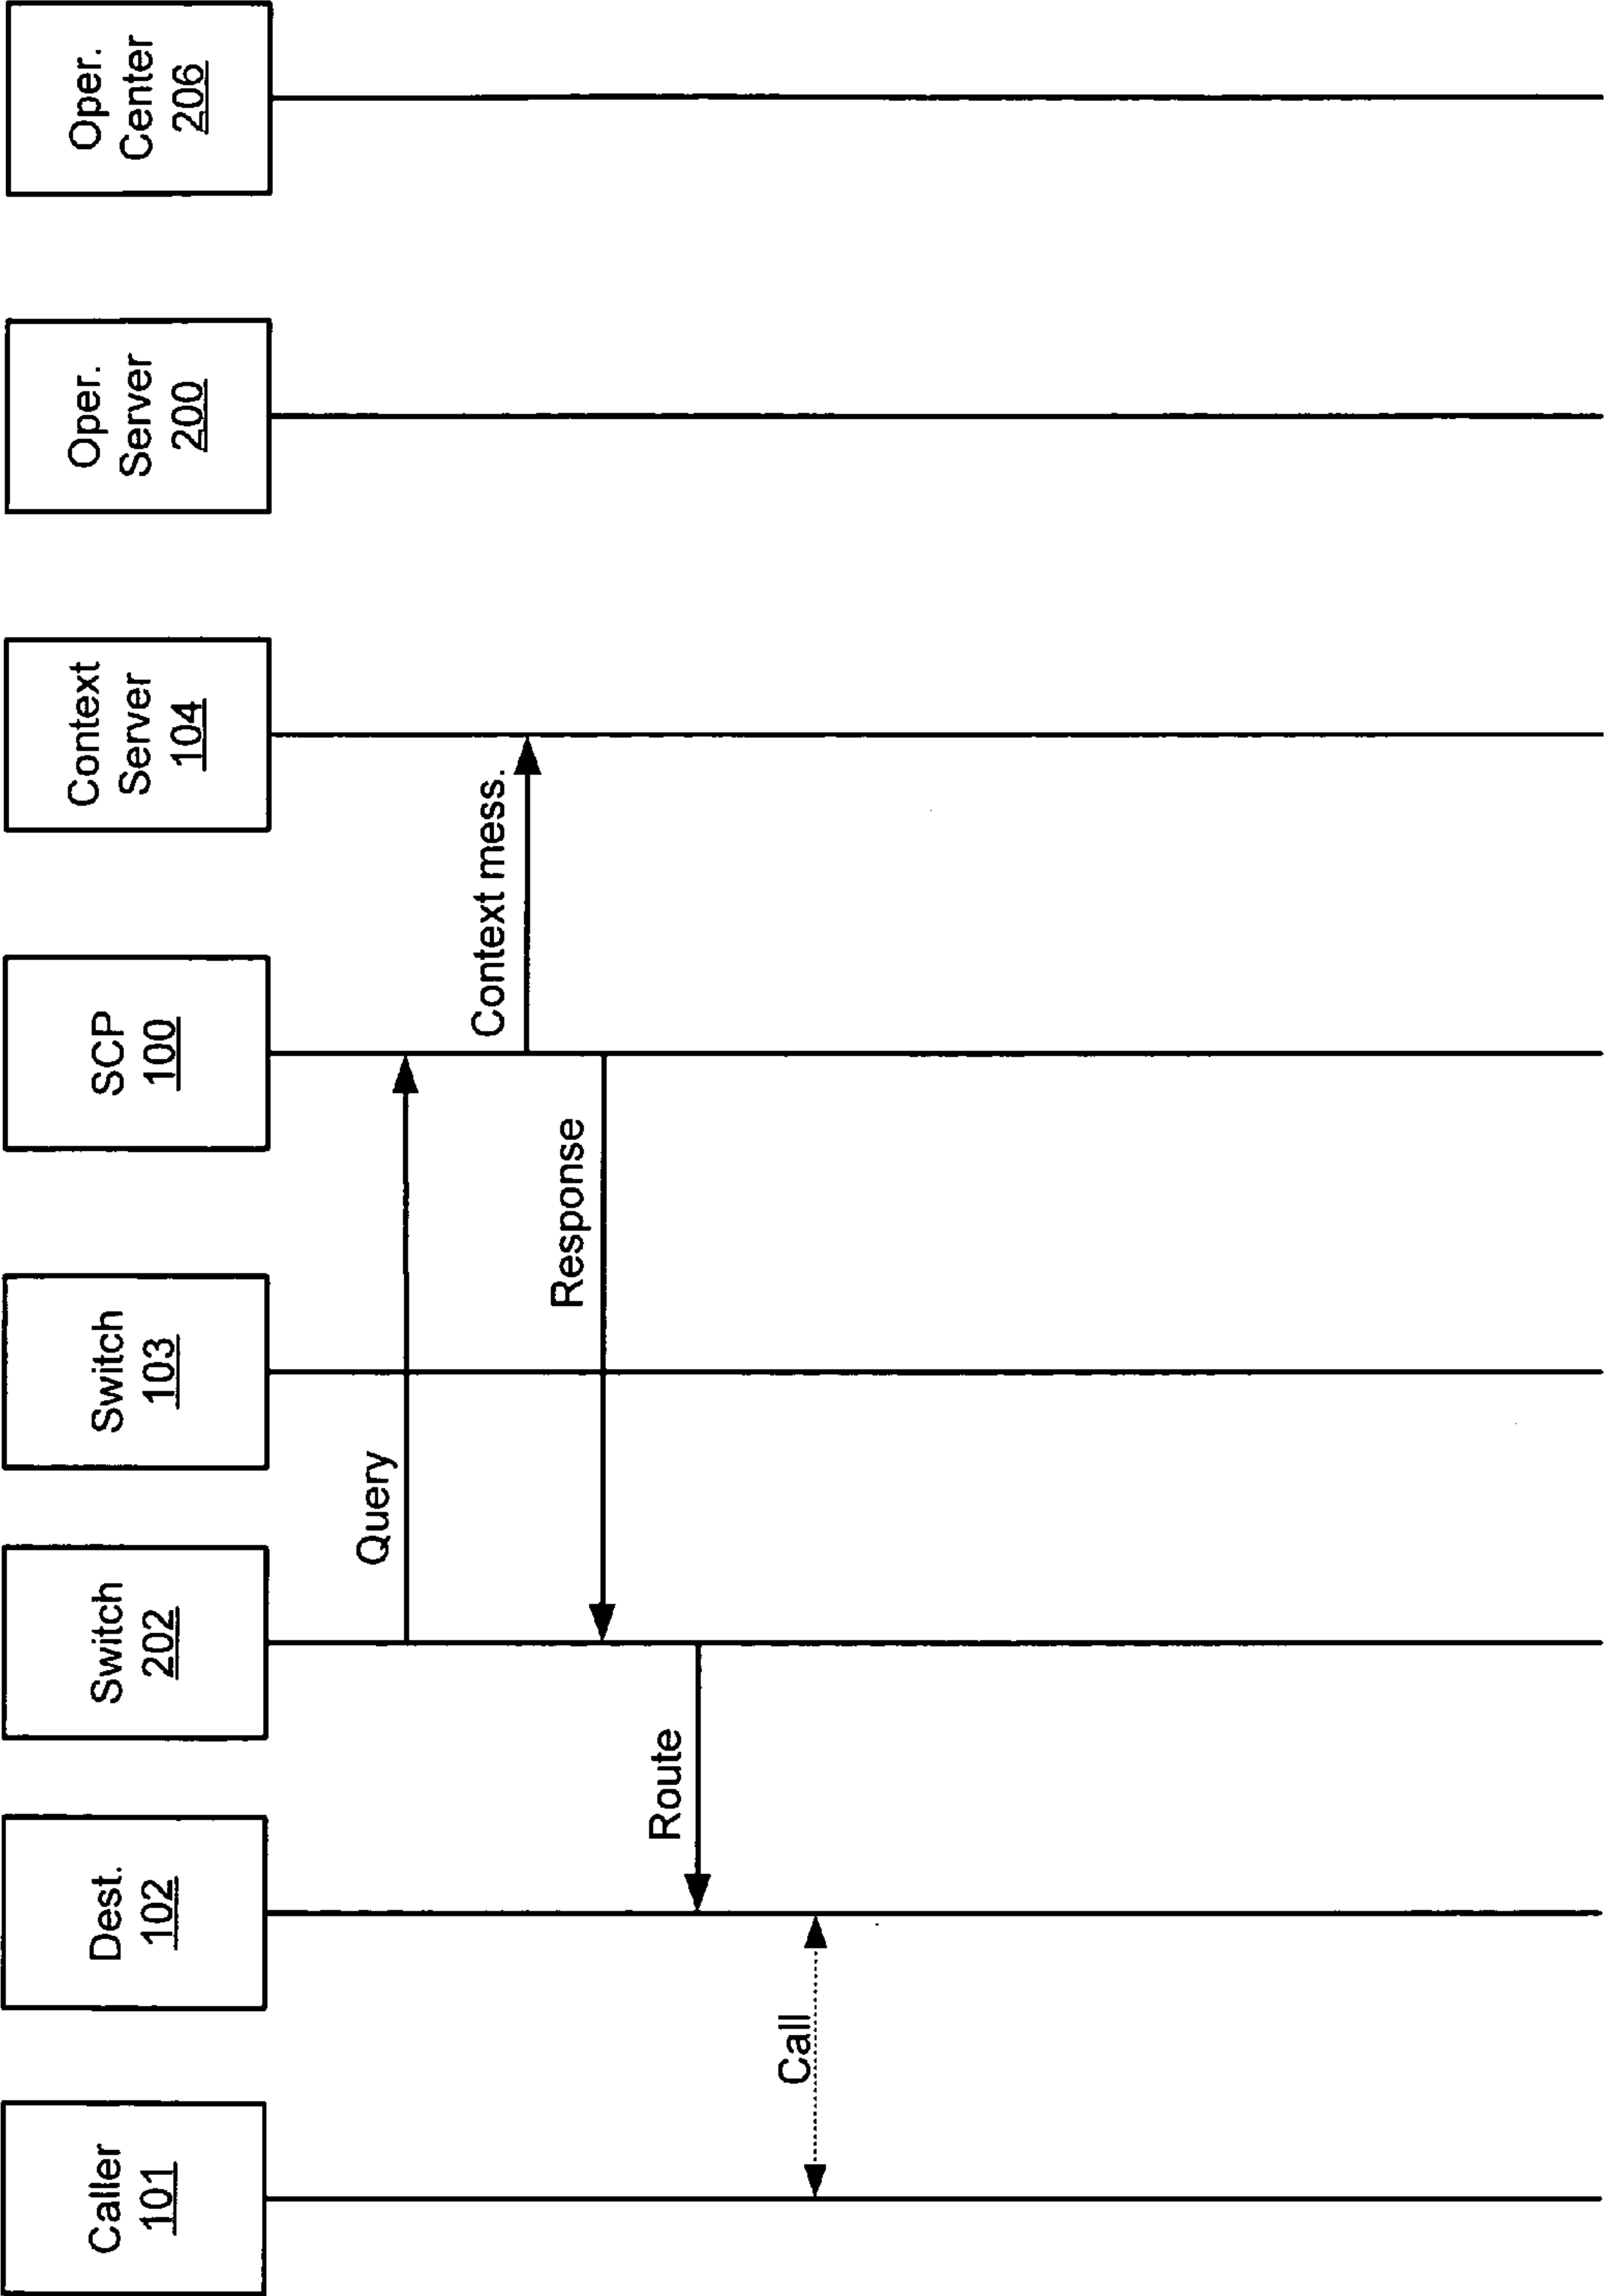 Caller
101
Dest.
102
Switch
202
Switch
103
SCP
100
Context
Server
104
Oper.
Server
200
Oper.
Center
206
Query
Context mess.
Response
Route
Call